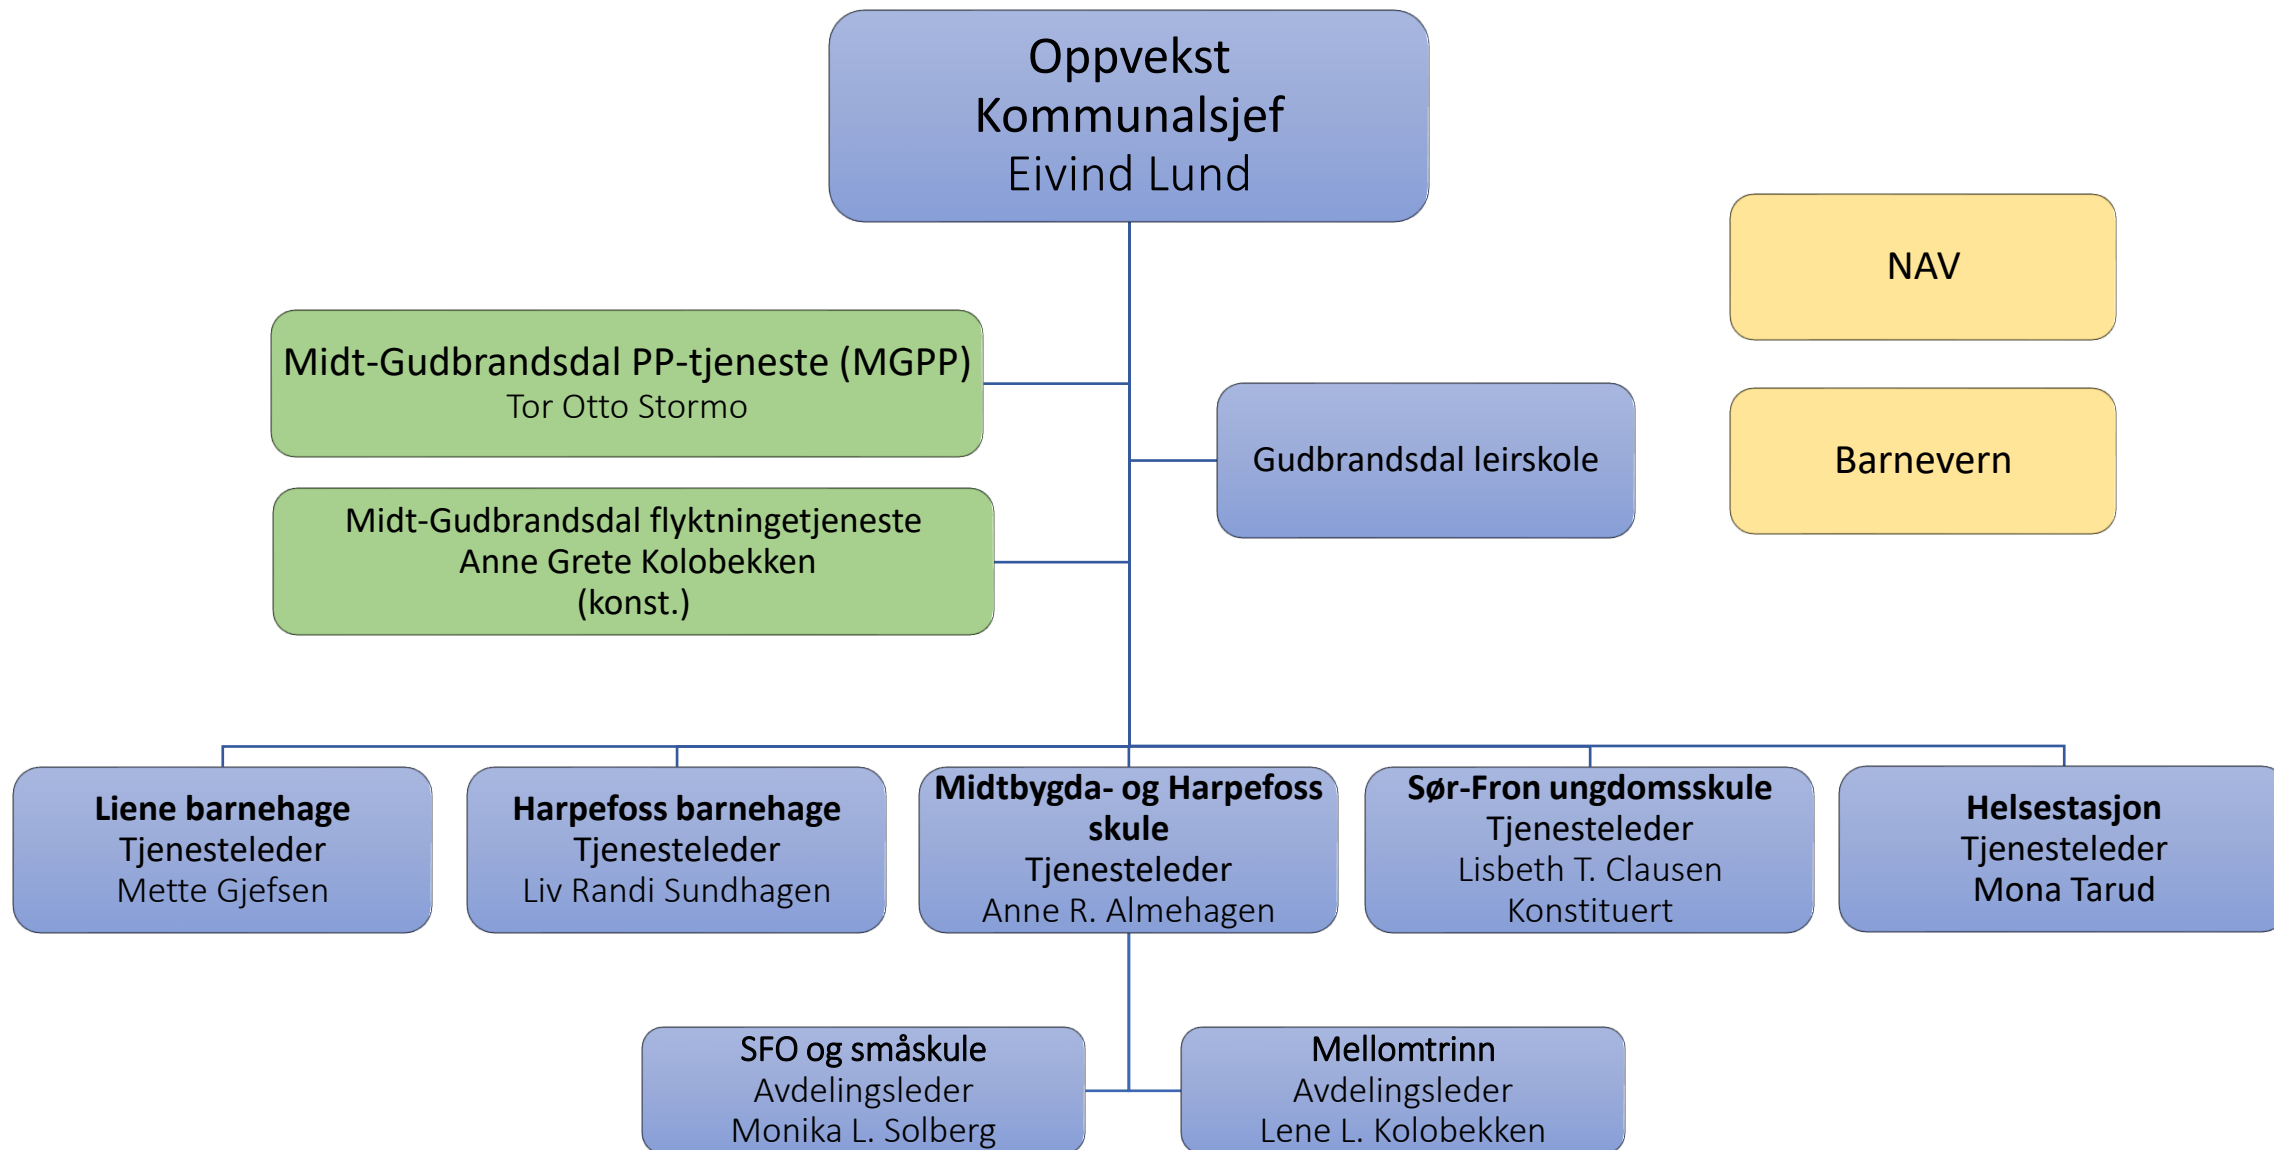 Oppvekst
Kommunalsjef
Eivind Lund
NAV
Midt-Gudbrandsdal PP-tjeneste (MGPP)
Tor Otto Stormo
Gudbrandsdal leirskole
Barnevern
Midt-Gudbrandsdal flyktningetjeneste
Anne Grete Kolobekken
(konst.)
Liene barnehage
Tjenesteleder
Mette Gjefsen
Harpefoss barnehage
Tjenesteleder
Liv Randi Sundhagen
Midtbygda- og Harpefoss
skule
Tjenesteleder
Anne R. Almehagen
Sør-Fron ungdomsskule
Tjenesteleder
Lisbeth T. Clausen
Konstituert
Helsestasjon
Tjenesteleder
Mona Tarud
SFO og småskule
Avdelingsleder
Monika L. Solberg
Mellomtrinn
Avdelingsleder
Lene L. Kolobekken